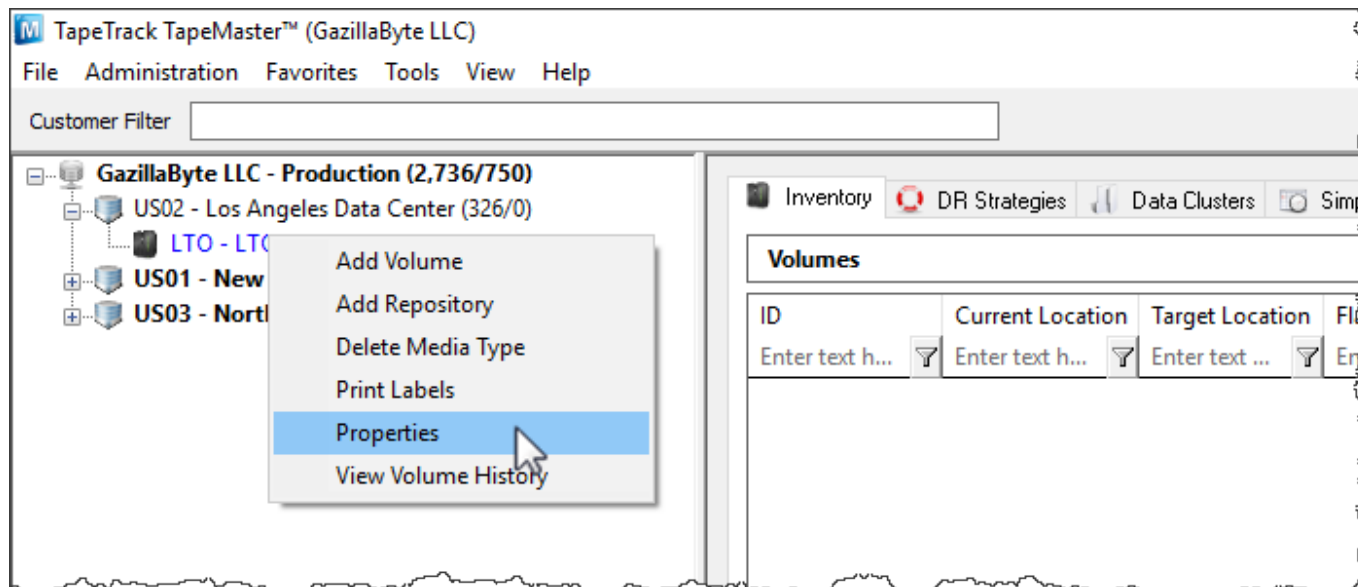 TapeTrack TapeMaster™ (GazillaByte LLC)
File Administration Favorites Tools View Help
Customer Filter
GazillaByte LLC - Production (2,736/750)
US02 - Los Angeles Data Center (326/0)
LTO - LTO
US01 - New
US03 - North
Add Volume
Add Repository
Delete Media Type
Print Labels
Properties
View Volume History
Inventory DR Strategies Data Clusters
Volumes
ID Current Location Target Location
Enter text h... Enter text h... Enter text ...